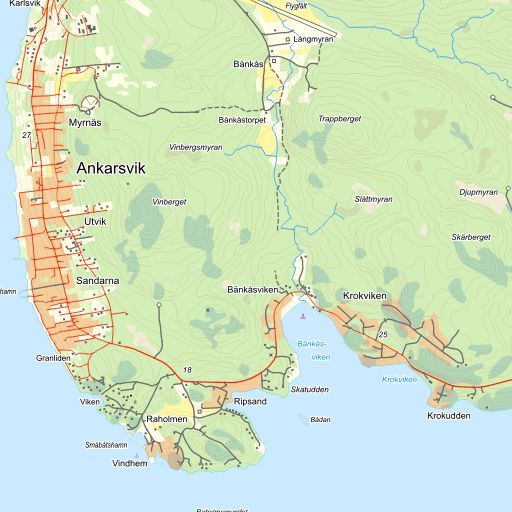 Karlsvik
Flygfält
Långmyran
Bänkås
27
Myrnäs
Bänkåstorpet
Trappberget
Vinbergsmyran
Ankarsvik
Vinberget
Slåttmyran
Djupmyran
Utvik
Skärberget
Sandarna
hamn
Bänkåsviken
Krokviken
Bänkås-
viken
25
Granliden
18
Krokviken
Skatudden
Viken
Ripsand
Raholmen
Bådan
Krokudden
Småbåtshamn
Vindhem